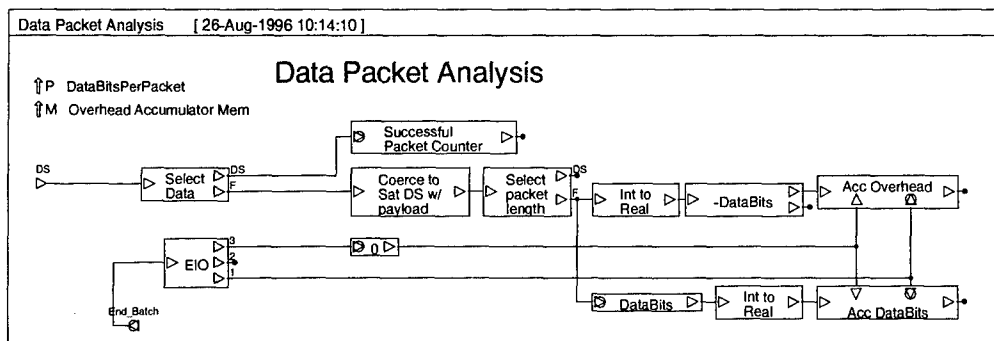 Data Packet Analysis [ 26-Aug-1996 10:14:10 ]
Data Packet Analysis
P DataBitsPerPacket
M Overhead Accumulator Mem
Successful
Packet Counter
DS
Select
Data
DS
F
Coerce to
Sat DS w/
payload
Select
packet
length
DS
F
Int to
Real
-DataBits
Acc Overhead
EIO
3
2
1
0
End_Batch
DataBits
Int to
Real
Acc DataBits